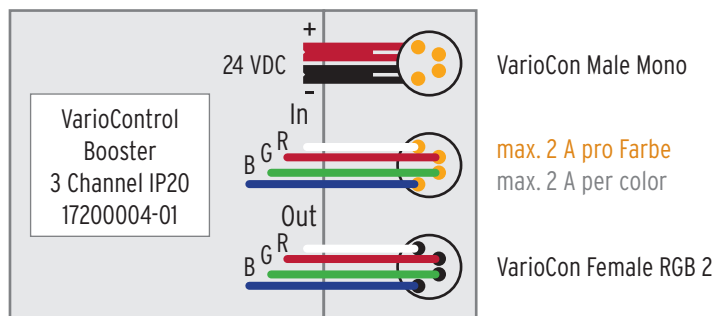 +
24 VDC
-
VarioCon Male Mono
VarioControl
Booster
3 Channel IP20
17200004-01
In
R
G
B
max. 2 A pro Farbe
max. 2 A per color
Out
R
G
B
VarioCon Female RGB 2